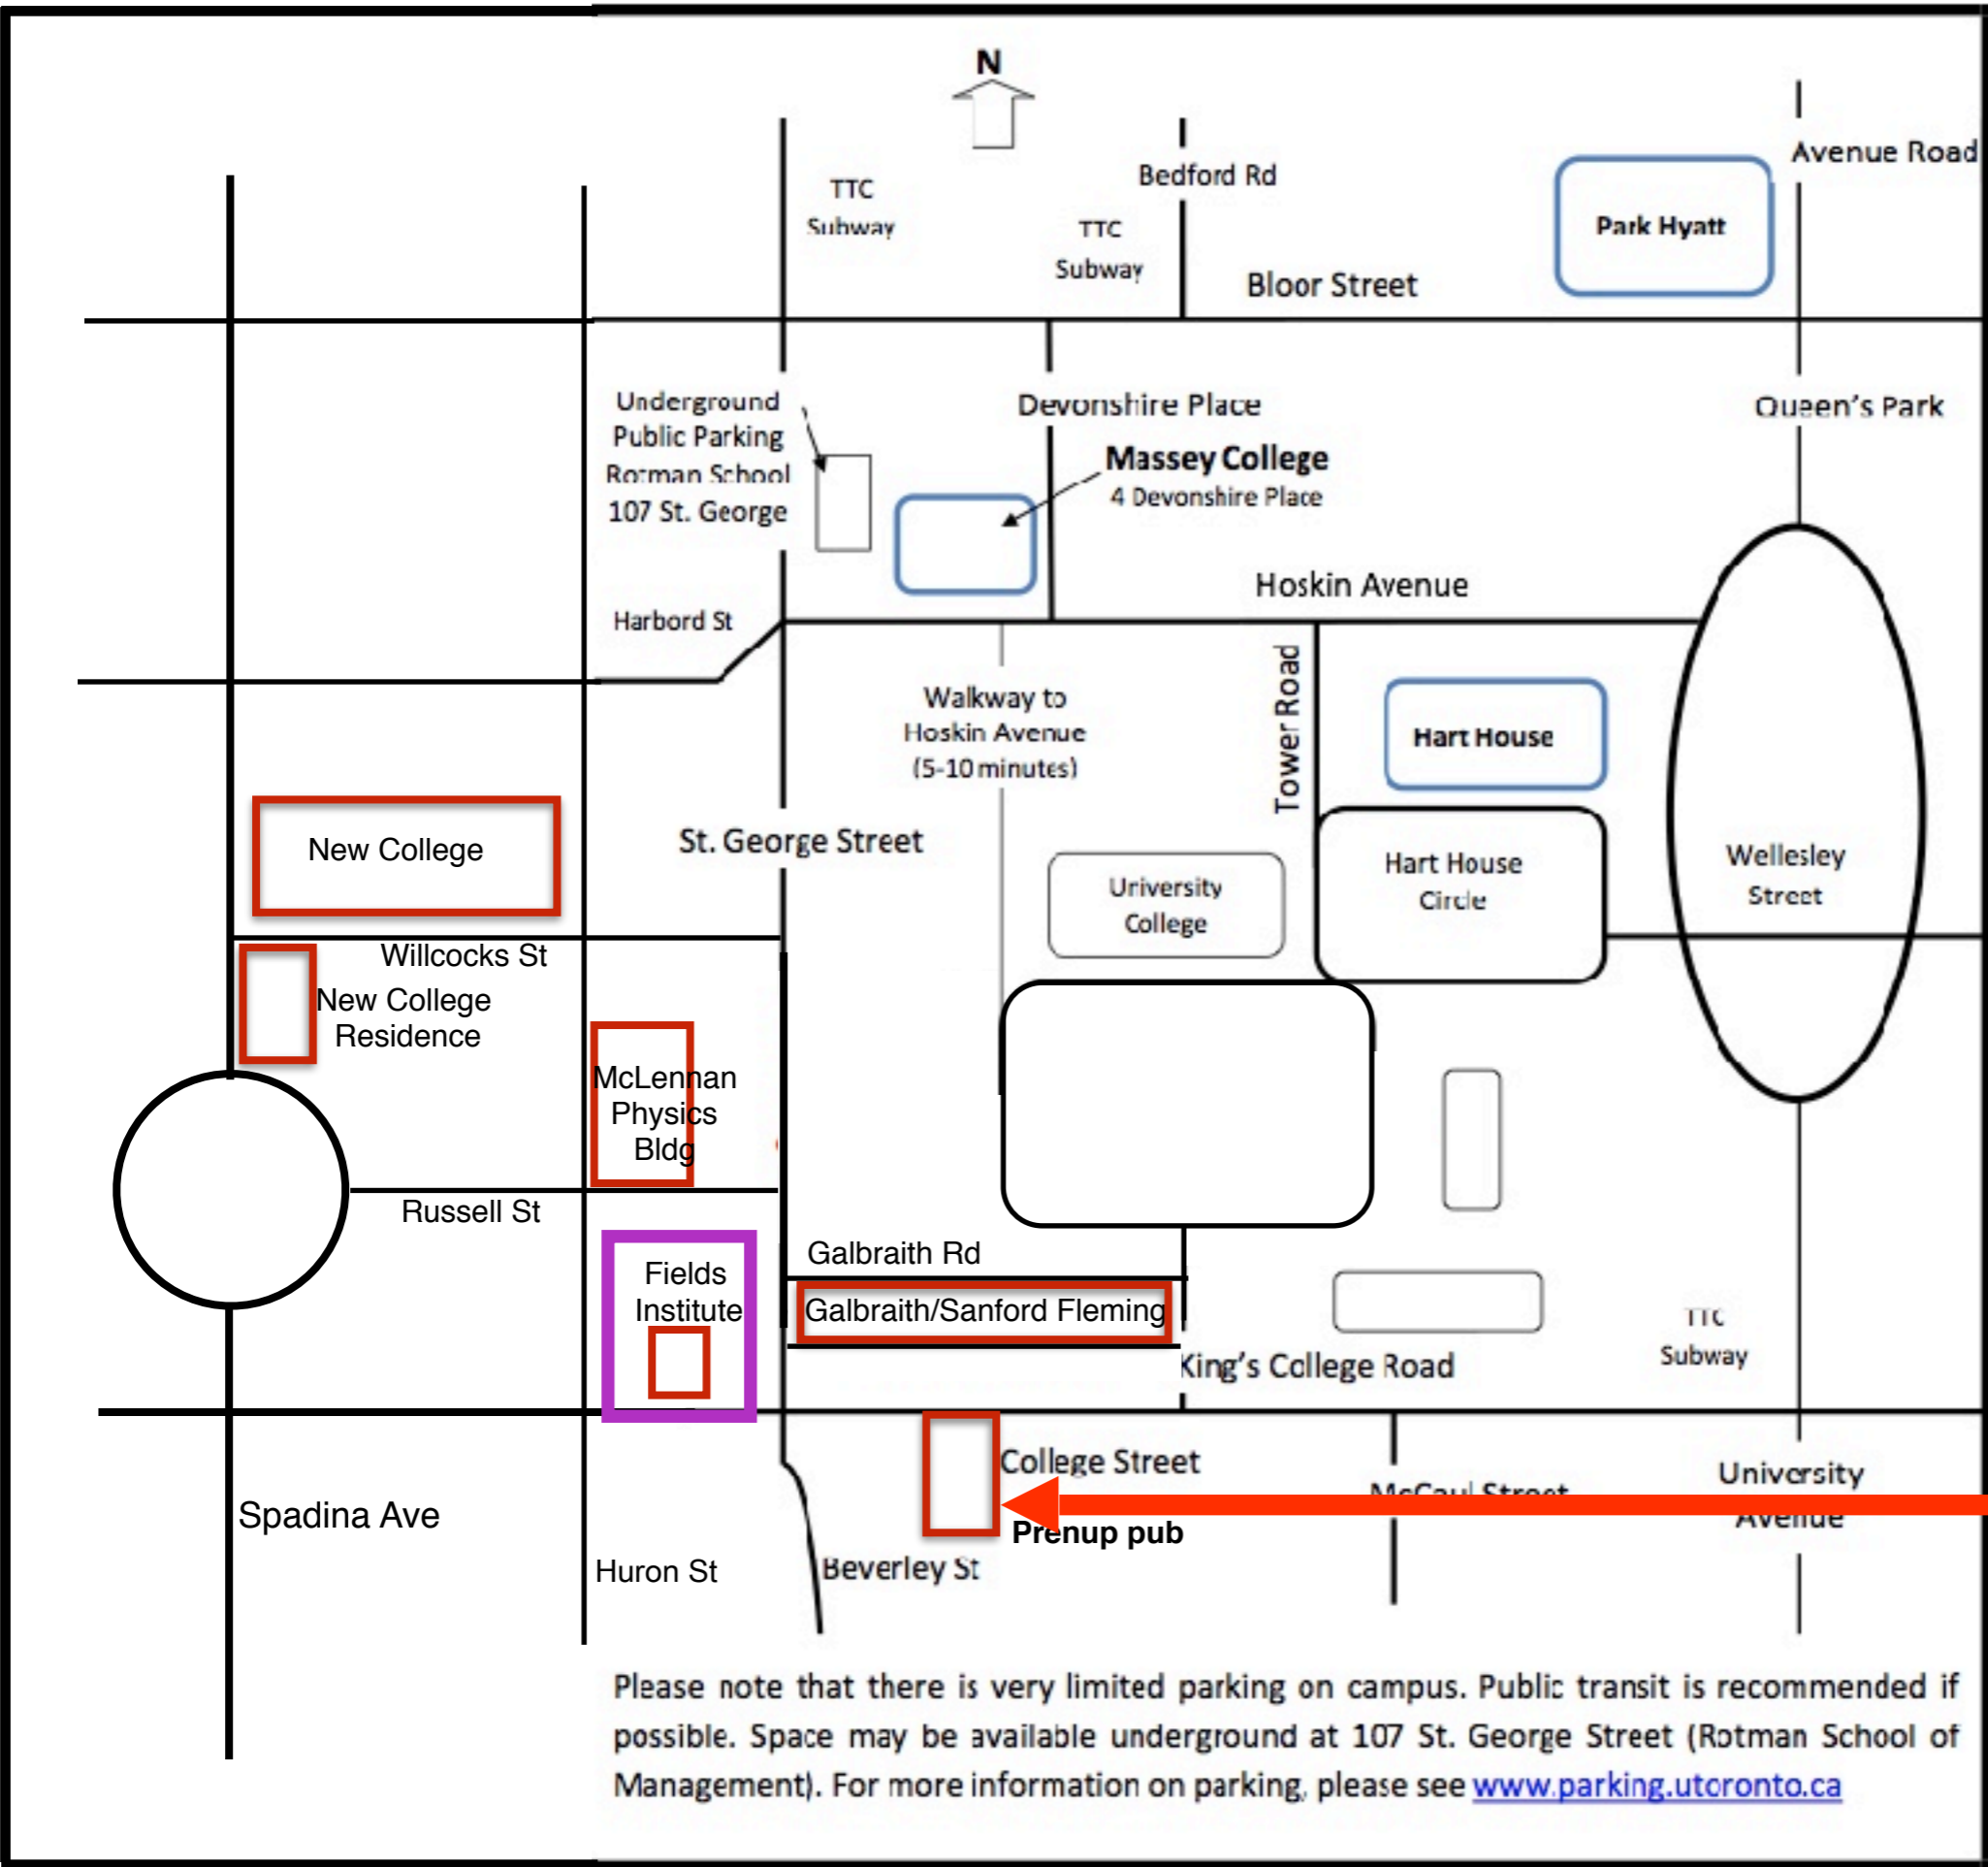 N
Avenue Road
Bedford Rd
TTC
Subway
TTC
Subway
Park Hyatt
Bloor Street
Underground
Public Parking
Rotman School
107 St. George
Devonshire Place
Queen's Park
Massey College
4 Devonshire Place
Hoskin Avenue
Harbord St
Tower Road
Walkway to
Hoskin Avenue
(5-10 minutes)
Hart House
New College
St. George Street
University
College
Hart House
Circle
Wellesley
Street
Willcocks St
New College
Residence
McLennan
Physics
Bldg
Russell St
Galbraith Rd
Fields
Institute
Galbraith/Sanford Fleming
TTC
Subway
King's College Road
College Street
McCaul Street
University
Avenue
Spadina Ave
Prenup pub
Huron St
Beverley St
Please note that there is very limited parking on campus. Public transit is recommended if
possible. Space may be available underground at 107 St. George Street (Rotman School of
Management). For more information on parking, please see www.parking.utoronto.ca